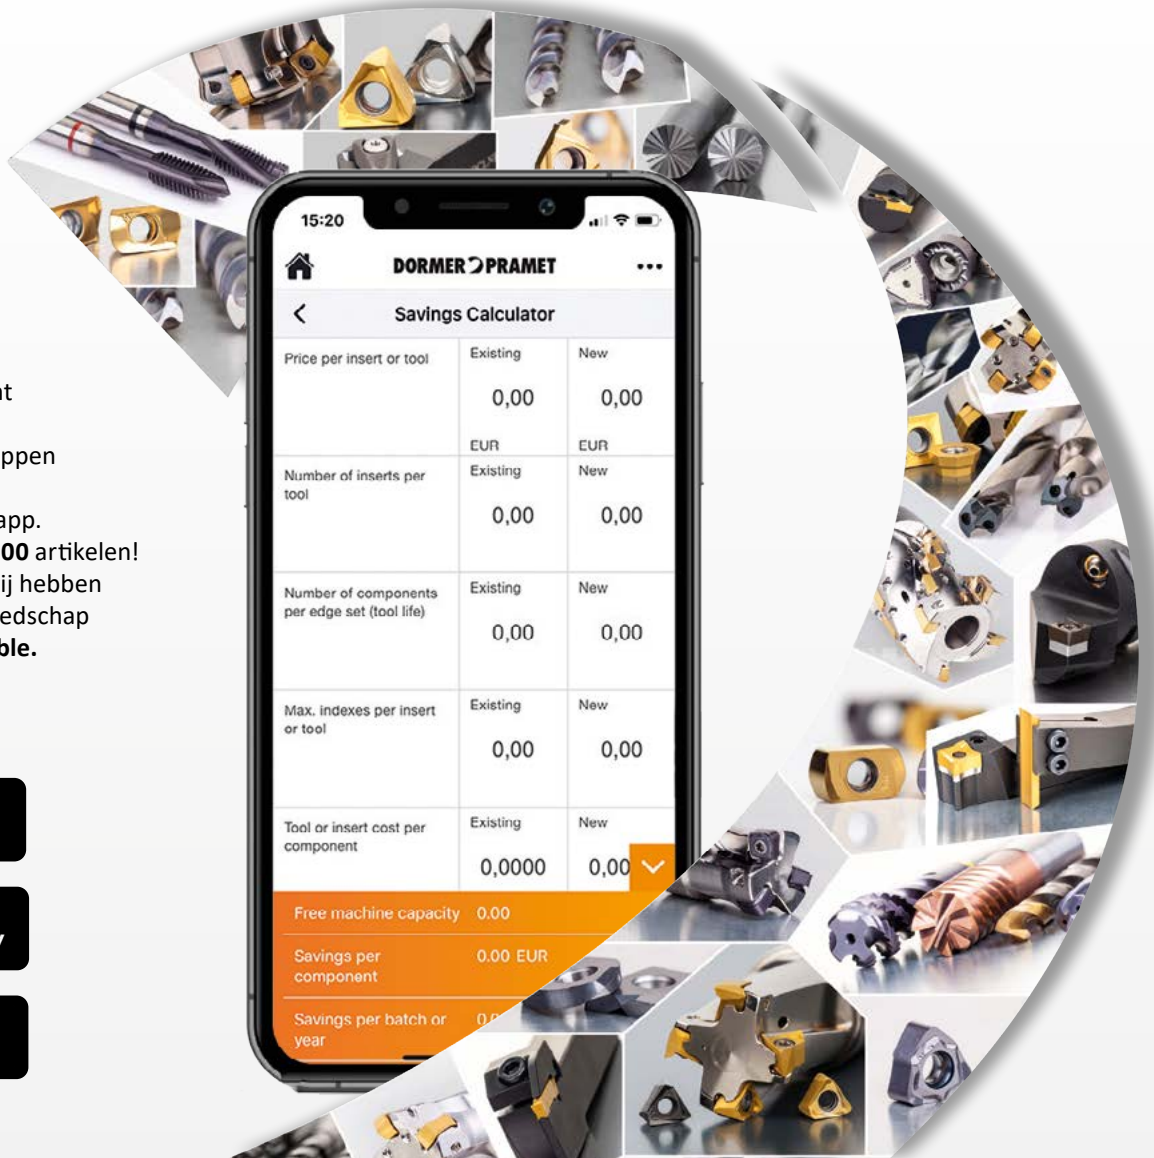 15:20
DORMER PRAMET
Savings Calculator
Price per insert or tool
Existing
New
0,00
0,00
EUR
EUR
Number of inserts per
tool
Existing
New
0,00
0,00
Number of components
per edge set (tool life)
Existing
New
0,00
0,00
Max. indexes per insert
or tool
Existing
New
0,00
0,00
Tool or insert cost per
component
Existing
New
0,0000
0,00
Free machine capacity 0.00
Savings per
component
0.00 EUR
Savings per batch or
year
app.
00 artikelen!
ij hebben